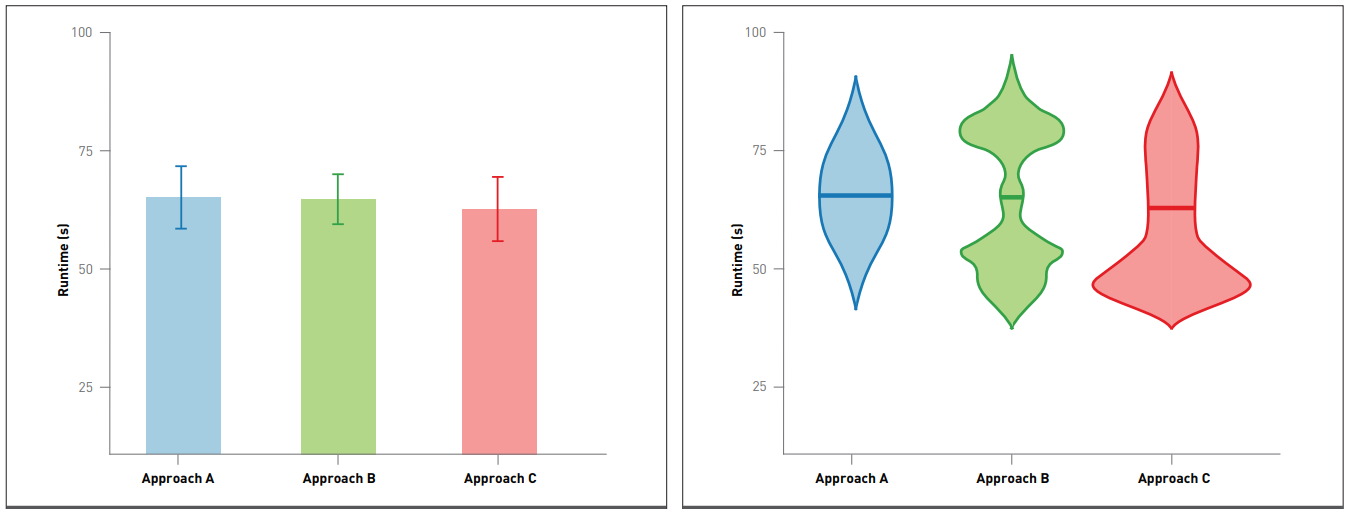 100
75
50
25
Runtime (s)
Approach A
Approach B
Approach C
100
75
50
25
Runtime (s)
Approach A
Approach B
Approach C